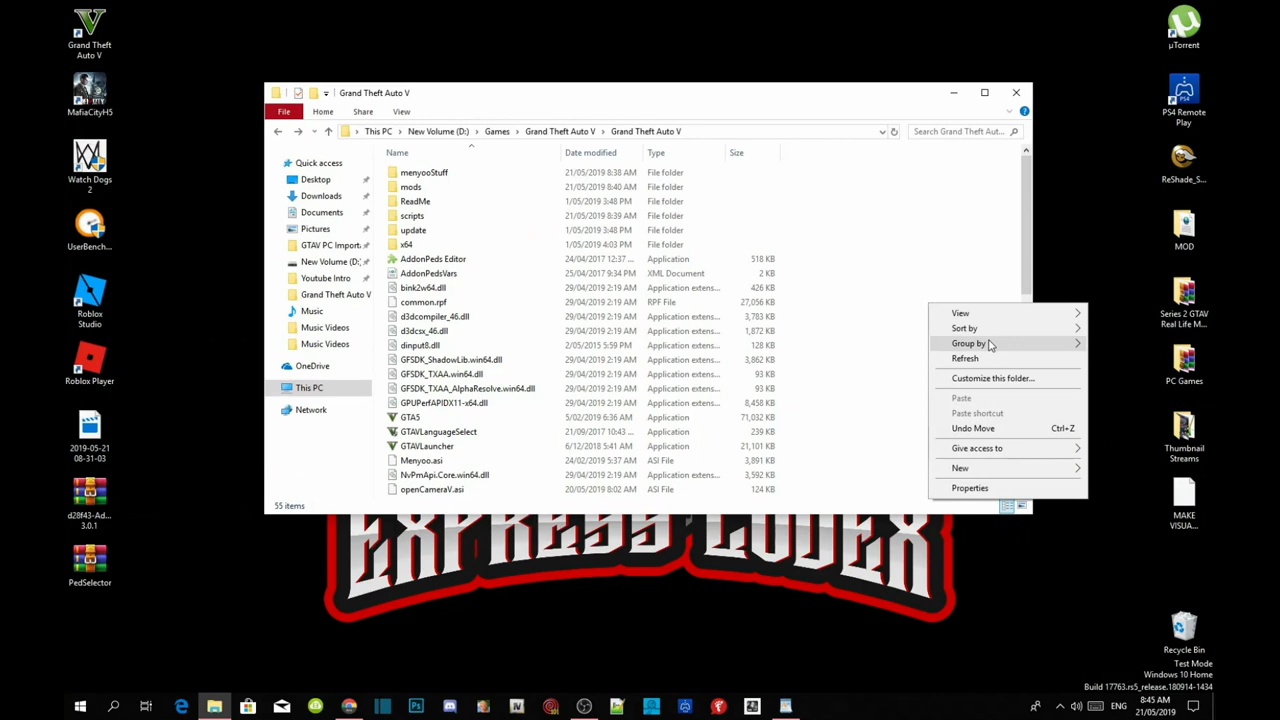 Grand Theft
Auto V
MafiaCityH5
Watch Dogs
2
UserBench...
Roblox
Studio
Roblox Player
2019-05-21
08-31-03
d28f43-Ad...
3.0.1
PedSelector
Grand Theft Auto V
File
Home
Share
View
This PC
New Volume (D:)
Games
Grand Theft Auto V
Grand Theft Auto V
Search Grand Theft Aut...
Quick access
Desktop
Downloads
Documents
Pictures
GTAV PC Import
New Volume (D:)
Youtube Intro
Grand Theft Auto V
Music
Music Videos
Music Videos
OneDrive
This PC
Network
Name Date modified Type Size
menyooStuff 21/05/2019 8:38 AM File folder
mods 21/05/2019 8:40 AM File folder
ReadMe 1/05/2019 3:48 PM File folder
scripts 21/05/2019 8:39 AM File folder
update 1/05/2019 3:48 PM File folder
x64 1/05/2019 4:03 PM File folder
AddonPeds Editor 24/04/2017 12:37 ... Application 518 KB
AddonPedsVars 25/04/2017 9:34 PM XML Document 2 KB
bink2w64.dll 29/04/2019 2:19 AM Application extens... 426 KB
common.rpf 29/04/2019 2:19 AM RPF File 27,056 KB
d3dcompiler_46.dll 29/04/2019 2:19 AM Application extens... 3,783 KB
d3dcsx_46.dll 29/04/2019 2:19 AM Application extens... 1,872 KB
dinput8.dll 2/05/2015 5:59 PM Application extens... 128 KB
GFSDK_ShadowLib.win64.dll 29/04/2019 2:19 AM Application extens... 3,862 KB
GFSDK_TXAA.win64.dll 29/04/2019 2:19 AM Application extens... 93 KB
GFSDK_TXAA_AlphaResolve.win64.dll 29/04/2019 2:19 AM Application extens... 93 KB
GPUPerfAPIDX11-x64.dll 29/04/2019 2:19 AM Application extens... 8,458 KB
GTA5 5/02/2019 6:36 AM Application 71,032 KB
GTAVLanguageSelect 21/09/2017 10:43 ... Application 239 KB
GTAVLauncher 6/12/2018 5:41 AM Application 21,101 KB
Menyoo.asi 24/02/2019 5:37 AM ASI File 3,891 KB
NvPmApi.Core.win64.dll 29/04/2019 2:19 AM Application extens... 3,592 KB
openCameraV.asi 20/05/2019 8:02 AM ASI File 124 KB
55 items
View
Sort by
Group by
Refresh
Customize this folder...
Paste
Paste shortcut
Undo Move Ctrl+Z
Give access to
New
Properties
EXPRESS CODEX
µTorrent
PS4 Remote
Play
ReShade_S...
MOD
Series 2 GTAV
Real Life M...
PC Games
Thumbnail
Streams
MAKE
VISUA...
Recycle Bin
Test Mode
Windows 10 Home
Build 17763.rs5_release.180914-1434
ENG
8:45 AM
21/05/2019